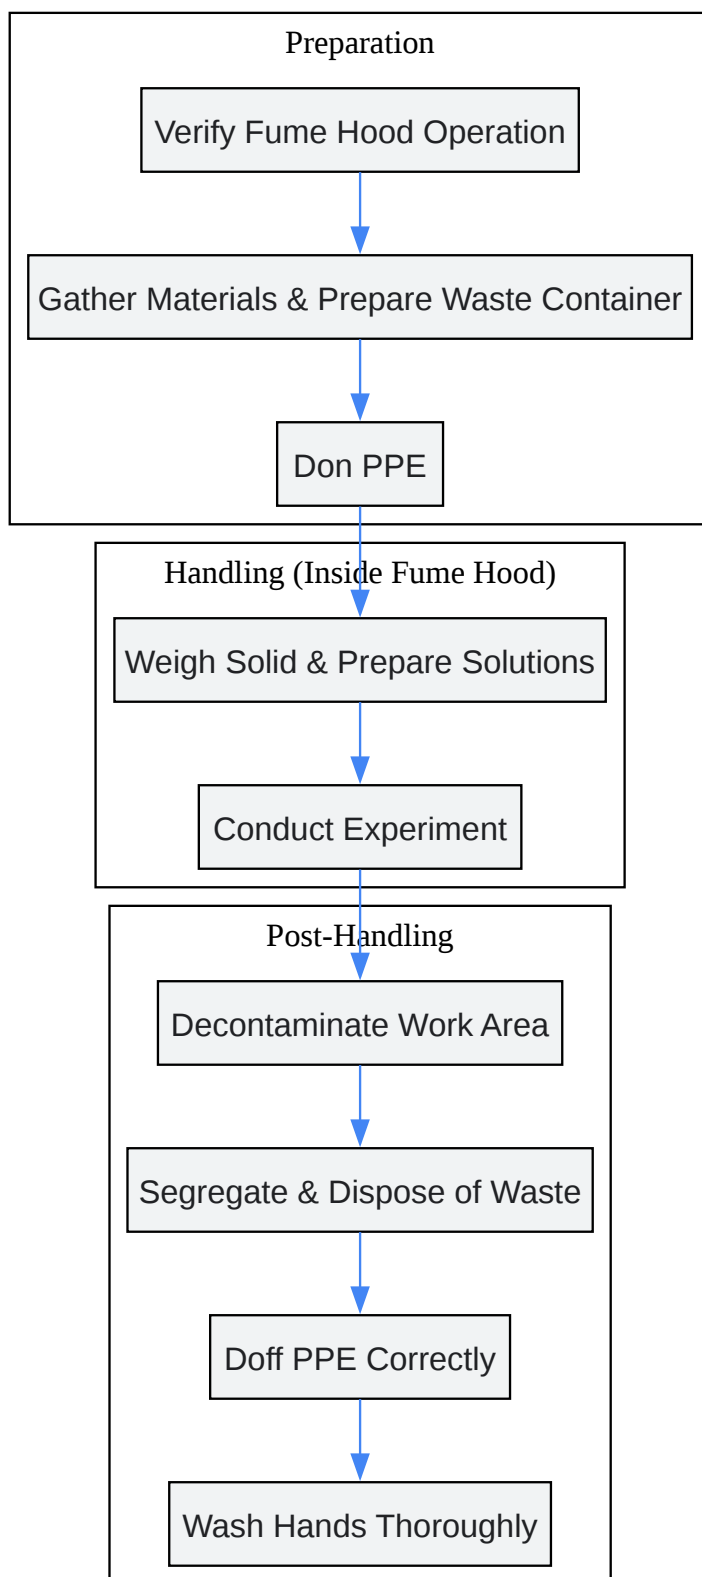 Preparation
Verify Fume Hood Operation
Gather Materials & Prepare Waste Container
Don PPE
Handling (Inside Fume Hood)
Weigh Solid & Prepare Solutions
Conduct Experiment
Post-Handling
Decontaminate Work Area
Segregate & Dispose of Waste
Doff PPE Correctly
Wash Hands Thoroughly